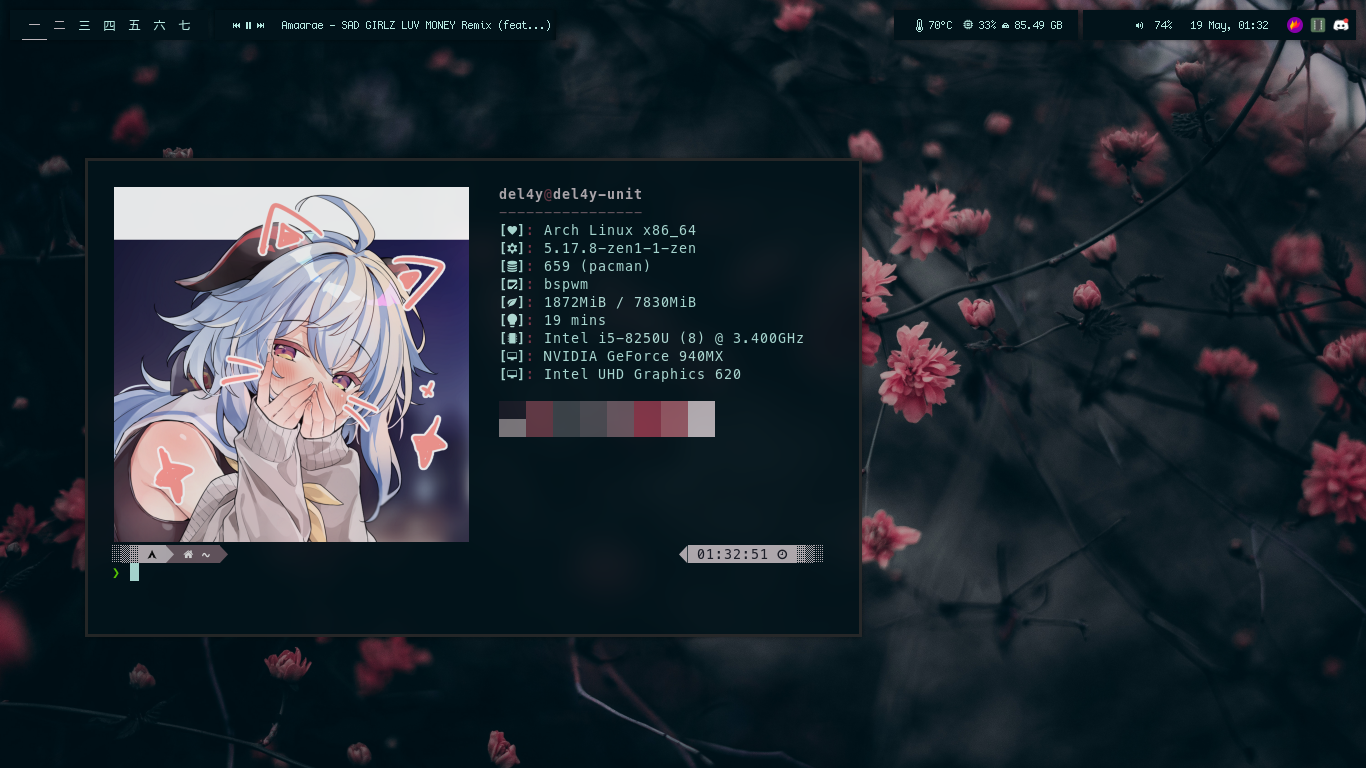 一 二 三 四 五 六 七
Amaarae - SAD GIRLZ LUV MONEY Remix (feat...)
70°C 33% 85.49 GB
74% 19 May, 01:32
del4y@del4y-unit
----------------
[]: Arch Linux x86_64
[]: 5.17.8-zen1-1-zen
[]: 659 (pacman)
[]: bspwm
[]: 1872MiB / 7830MiB
[]: 19 mins
[]: Intel i5-8250U (8) @ 3.400GHz
[]: NVIDIA GeForce 940MX
[]: Intel UHD Graphics 620
~ 01:32:51
❯